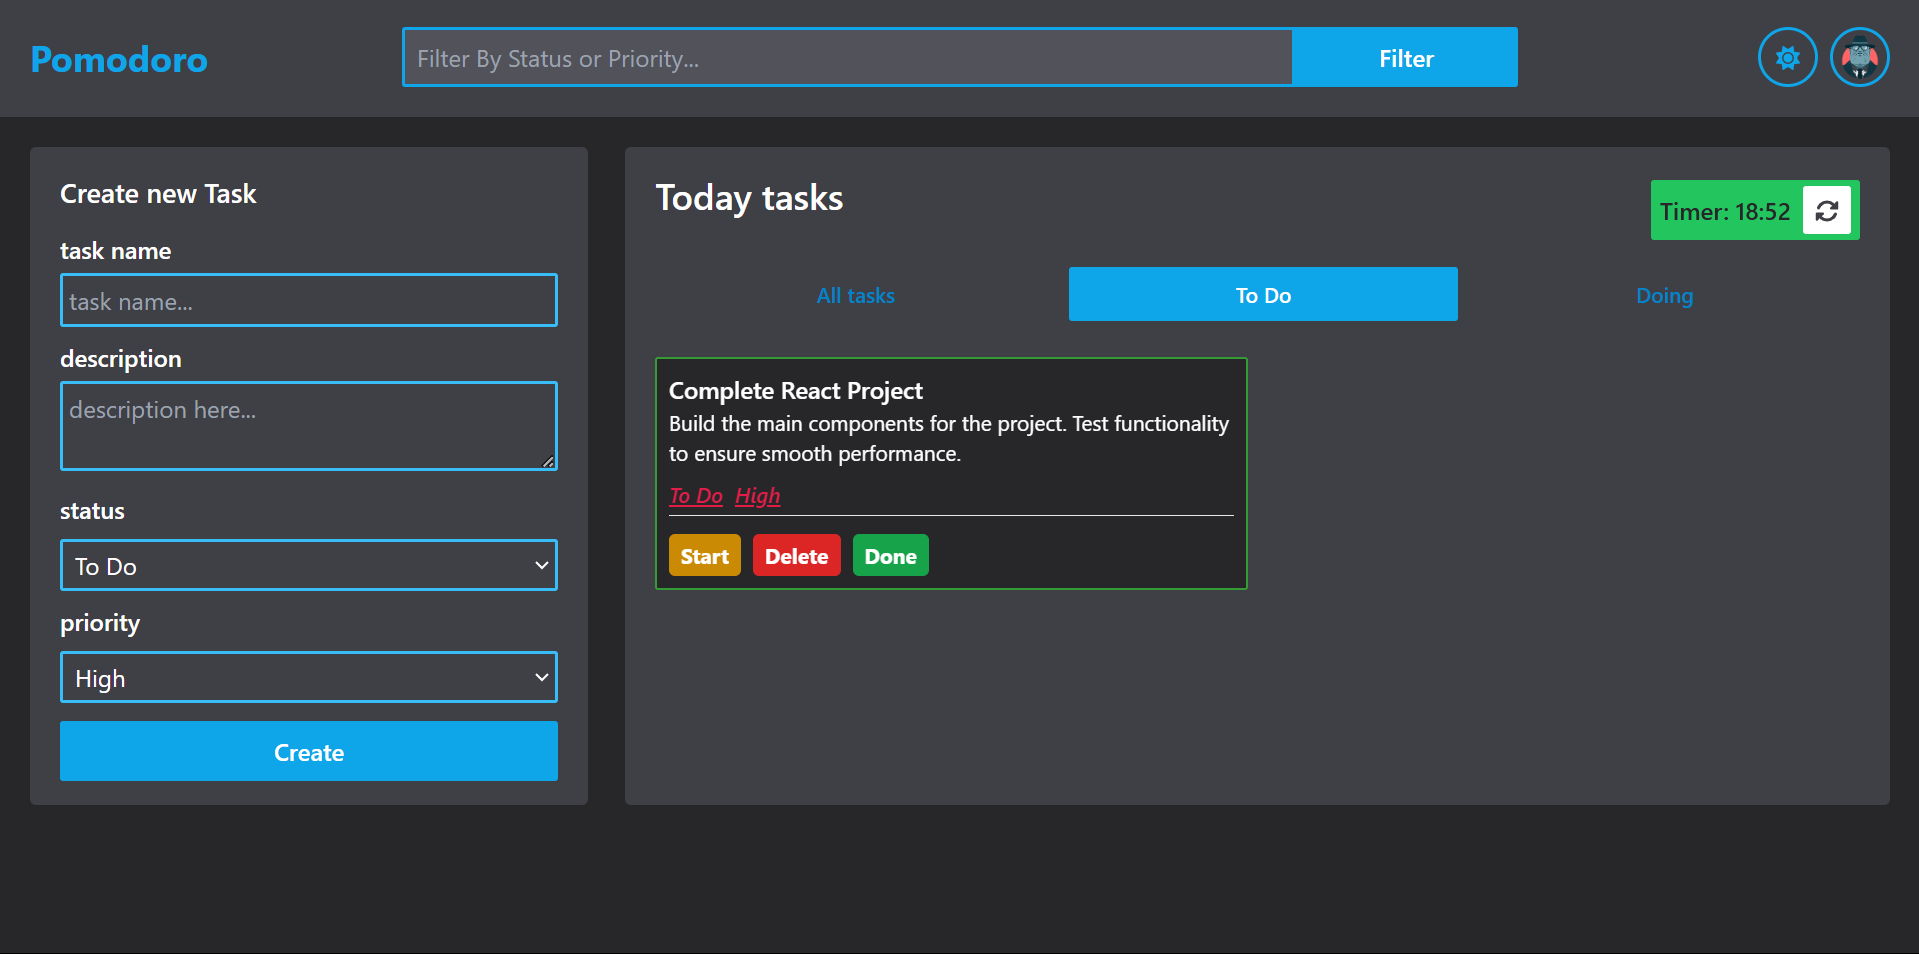 Pomodoro
Filter By Status or Priority...
Filter
Create new Task
task name
task name...
description
description here...
status
To Do
priority
High
Create
Today tasks
Timer: 18:52
All tasks
To Do
Doing
Complete React Project
Build the main components for the project. Test functionality
to ensure smooth performance.
To Do High
Start Delete Done